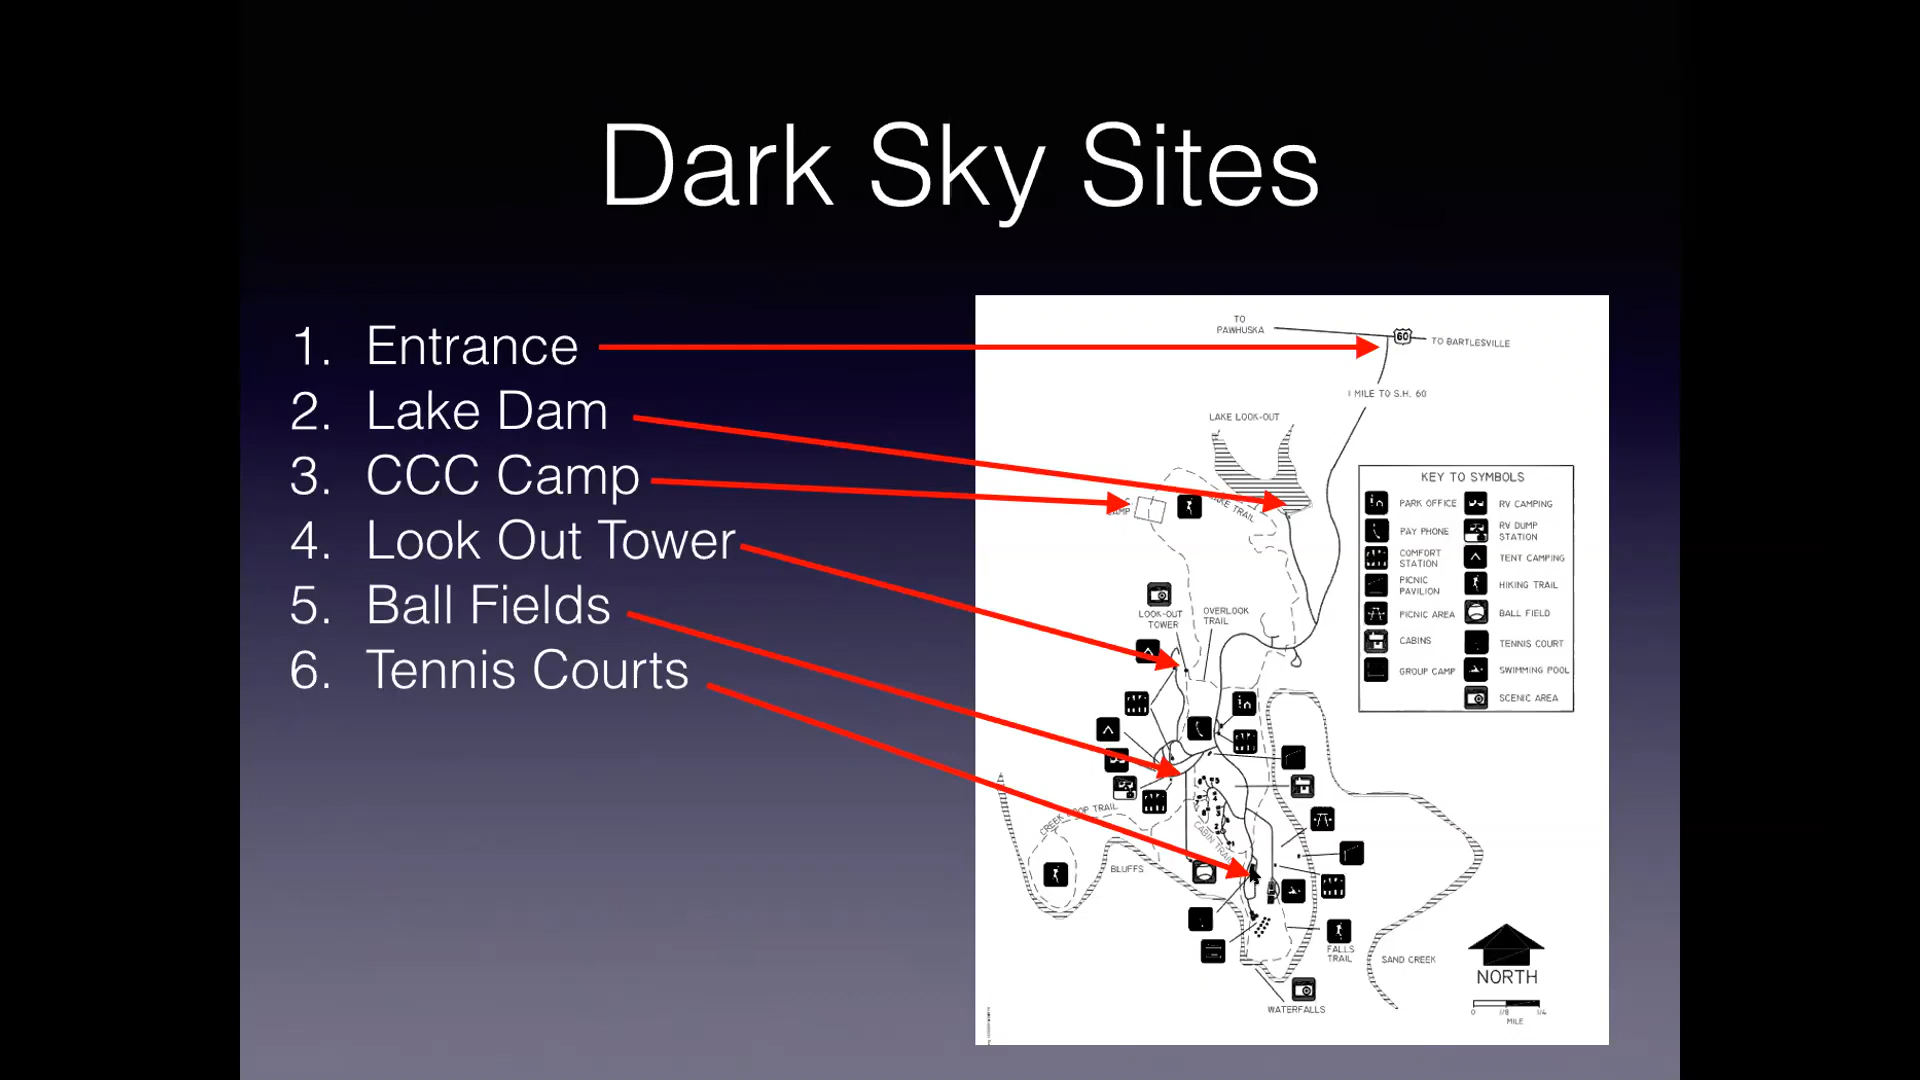 Dark Sky Sites
1. Entrance
2. Lake Dam
3. CCC Camp
4. Look Out Tower
5. Ball Fields
6. Tennis Courts
TO
PAWHUSKA
60
TO BARTLESVILLE
1 MILE TO S.H. 60
LAKE LOOK-OUT
TRAIL
LOOK-OUT
TOWER
OVERLOOK
TRAIL
KEY TO SYMBOLS
PARK OFFICE
PAY PHONE
COMFORT
STATION
PICNIC
PAVILION
PICNIC AREA
CABINS
GROUP CAMP
RV CAMPING
RV DUMP
STATION
TENT CAMPING
HIKING TRAIL
BALL FIELD
TENNIS COURT
SWIMMING POOL
SCENIC AREA
CREEK LOOP TRAIL
CABIN TRAIL
BLUFFS
FALLS
TRAIL
SAND CREEK
WATERFALLS
NORTH
0 1/8 1/4
MILE